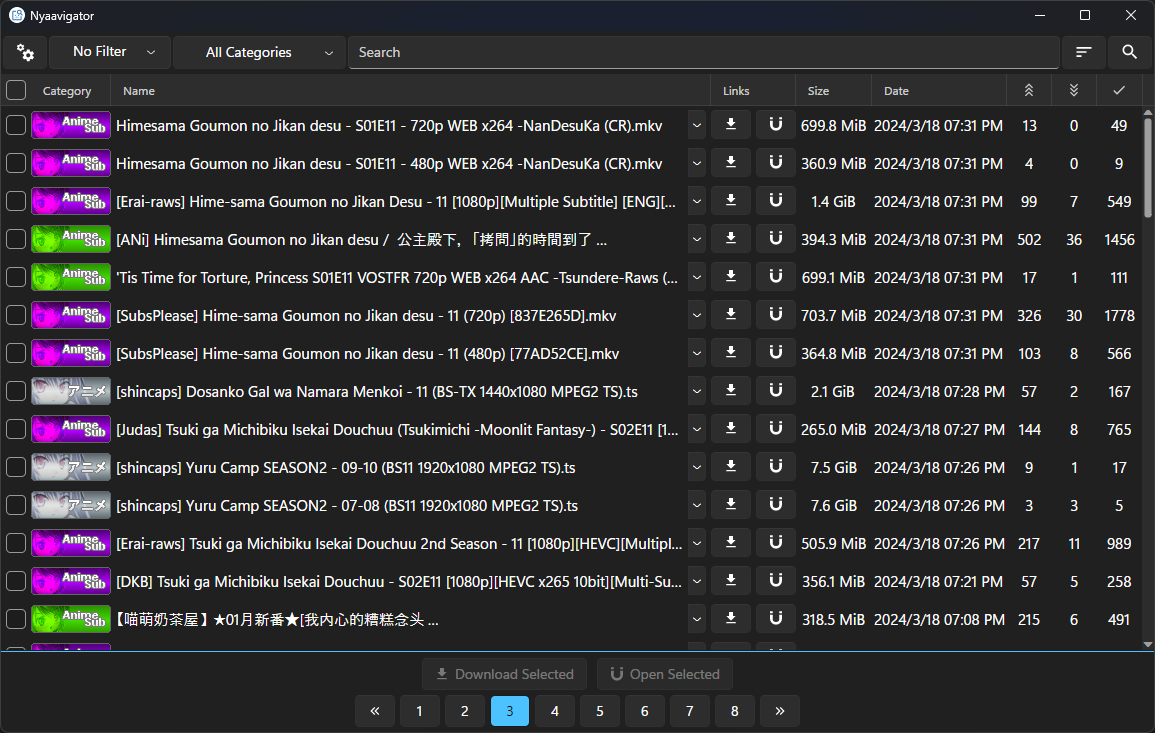 Nyaavigator
No Filter All Categories Search
Category Name Links Size Date
Anime Sub Himesama Goumon no Jikan desu - S01E11 - 720p WEB x264 -NanDesuKa (CR).mkv 699.8 MiB 2024/3/18 07:31 PM 13 0 49
Anime Sub Himesama Goumon no Jikan desu - S01E11 - 480p WEB x264 -NanDesuKa (CR).mkv 360.9 MiB 2024/3/18 07:31 PM 4 0 9
Anime Sub [Erai-raws] Hime-sama Goumon no Jikan Desu - 11 [1080p][Multiple Subtitle] [ENG][... 1.4 GiB 2024/3/18 07:31 PM 99 7 549
Anime Sub [ANi] Himesama Goumon no Jikan desu / 公主殿下，「拷問」的時間到了 ... 394.3 MiB 2024/3/18 07:31 PM 502 36 1456
Anime Sub 'Tis Time for Torture, Princess S01E11 VOSTFR 720p WEB x264 AAC -Tsundere-Raws (... 699.1 MiB 2024/3/18 07:31 PM 17 1 111
Anime Sub [SubsPlease] Hime-sama Goumon no Jikan desu - 11 (720p) [837E265D].mkv 703.7 MiB 2024/3/18 07:31 PM 326 30 1778
Anime Sub [SubsPlease] Hime-sama Goumon no Jikan desu - 11 (480p) [77AD52CE].mkv 364.8 MiB 2024/3/18 07:31 PM 103 8 566
アニメ [shincaps] Dosanko Gal wa Namara Menkoi - 11 (BS-TX 1440x1080 MPEG2 TS).ts 2.1 GiB 2024/3/18 07:28 PM 57 2 167
Anime Sub [Judas] Tsuki ga Michibiku Isekai Douchuu (Tsukimichi -Moonlit Fantasy-) - S02E11 [1... 265.0 MiB 2024/3/18 07:27 PM 144 8 765
アニメ [shincaps] Yuru Camp SEASON2 - 09-10 (BS11 1920x1080 MPEG2 TS).ts 7.5 GiB 2024/3/18 07:26 PM 9 1 17
アニメ [shincaps] Yuru Camp SEASON2 - 07-08 (BS11 1920x1080 MPEG2 TS).ts 7.6 GiB 2024/3/18 07:26 PM 3 3 5
Anime Sub [Erai-raws] Tsuki ga Michibiku Isekai Douchuu 2nd Season - 11 [1080p][HEVC][Multipl... 505.9 MiB 2024/3/18 07:26 PM 217 11 989
Anime Sub [DKB] Tsuki ga Michibiku Isekai Douchuu - S02E11 [1080p][HEVC x265 10bit][Multi-Su... 356.1 MiB 2024/3/18 07:21 PM 57 5 258
Anime Sub 【喵萌奶茶屋】★01月新番★[我内心的糟糕念头 ... 318.5 MiB 2024/3/18 07:08 PM 215 6 491
Download Selected Open Selected
« 1 2 3 4 5 6 7 8 »